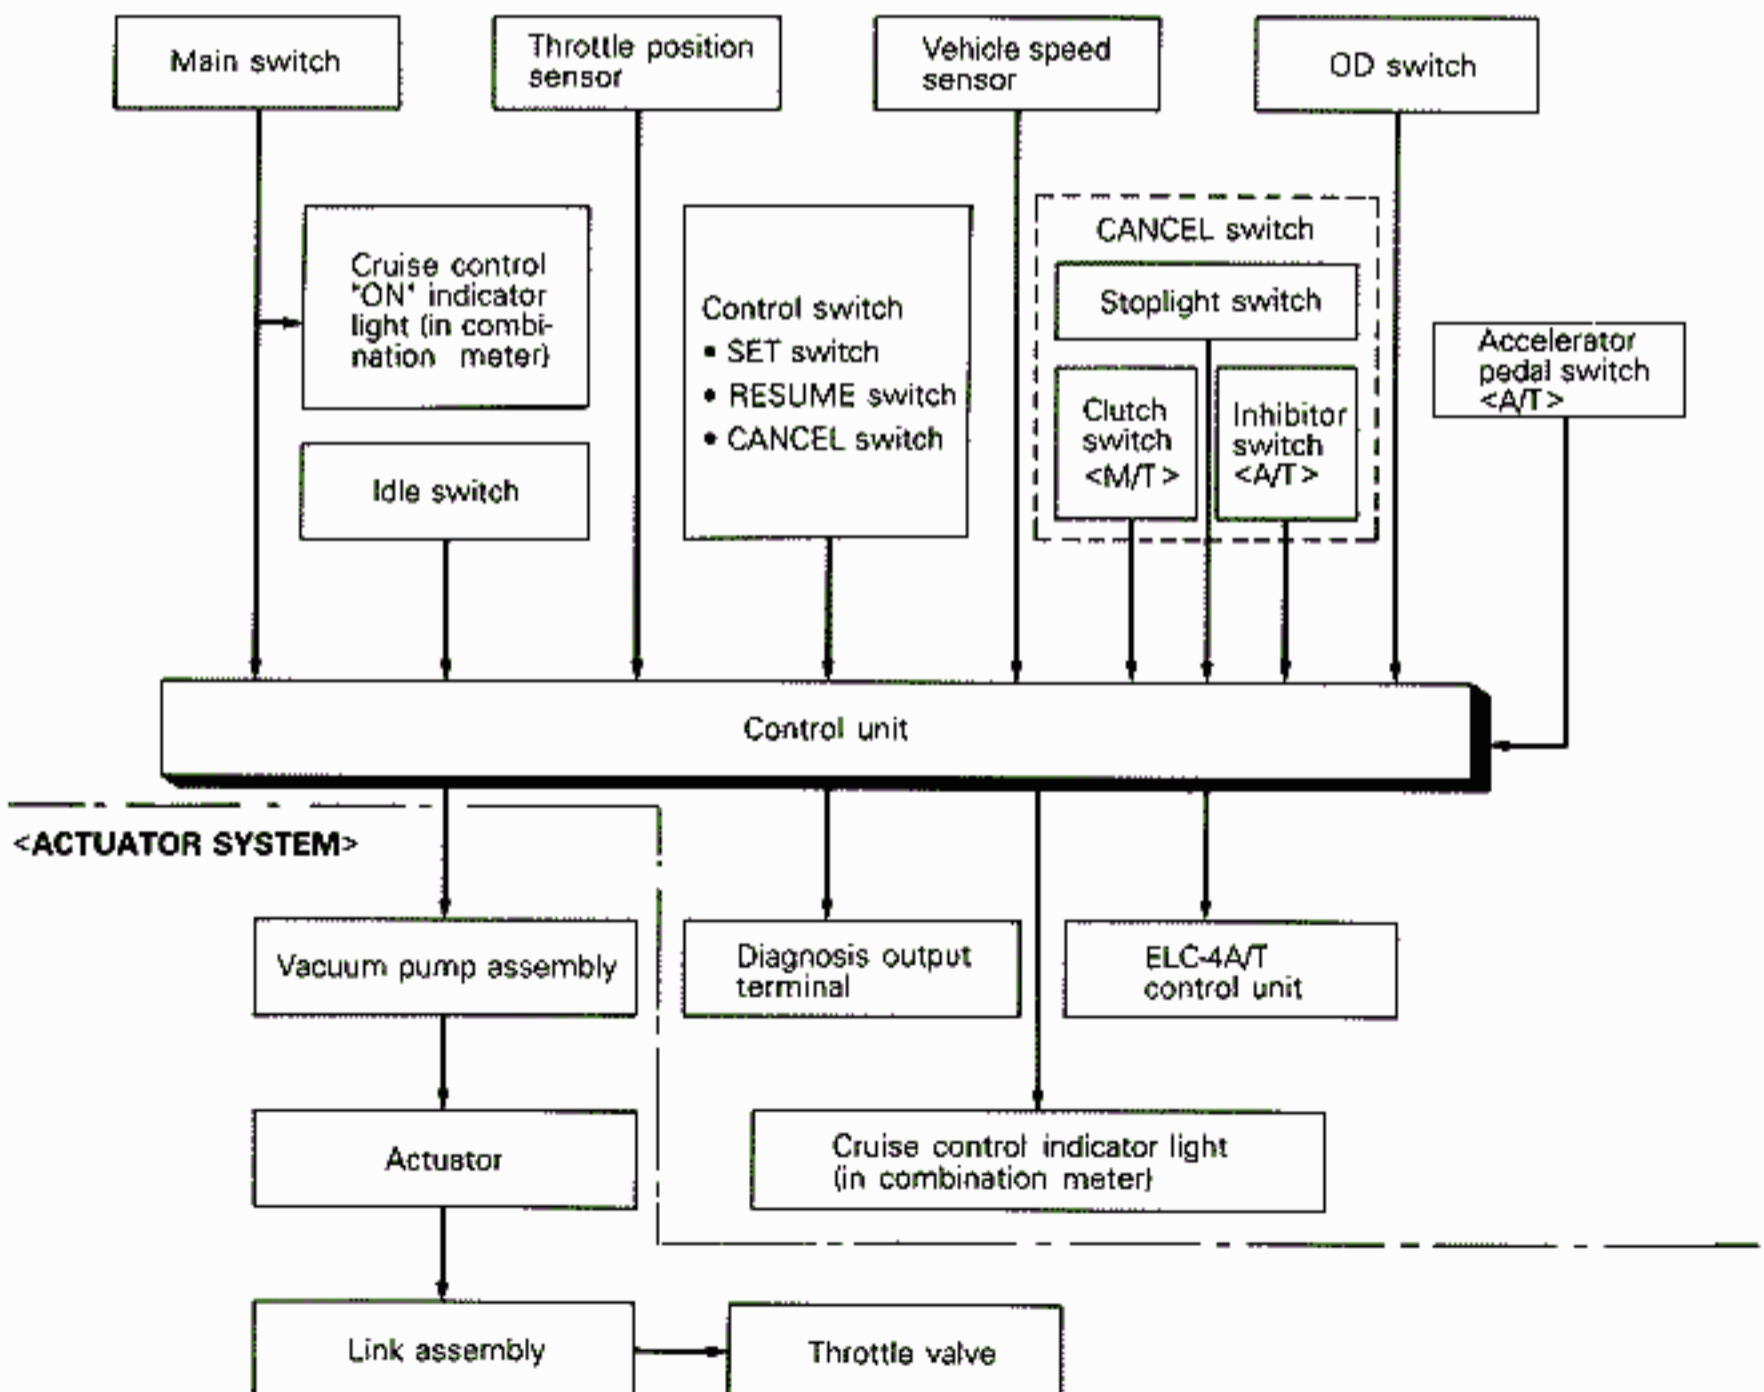 Main switch
Throttle position
sensor
Vehicle speed
sensor
OD switch
Cruise control
"ON" indicator
light (in combi-
nation meter)
Control switch
• SET switch
• RESUME switch
• CANCEL switch
CANCEL switch
Stoplight switch
Clutch
switch
<M/T>
Inhibitor
switch
<A/T>
Accelerator
pedal switch
<A/T>
Idle switch
Control unit
<ACTUATOR SYSTEM>
Vacuum pump assembly
Diagnosis output
terminal
ELC-4A/T
control unit
Actuator
Cruise control indicator light
(in combination meter)
Link assembly
Throttle valve